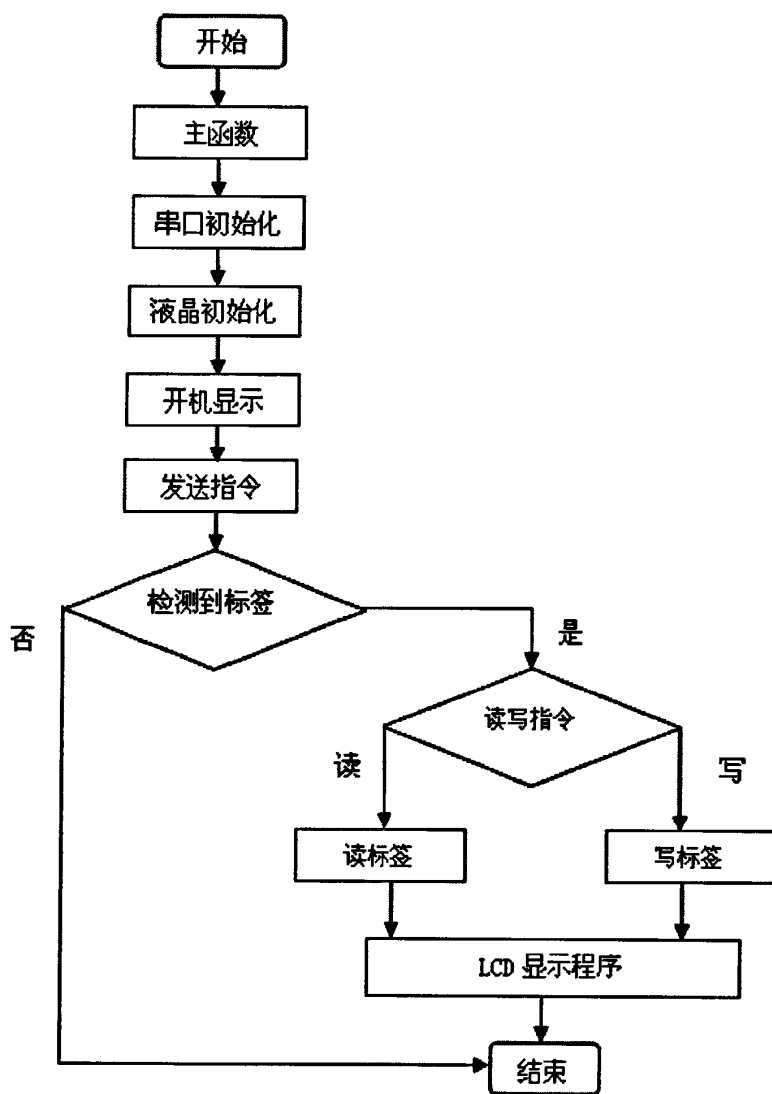 开始
主函数
串口初始化
液晶初始化
开机显示
发送指令
检测到标签
否
是
读写指令
读
写
读标签
写标签
LCD 显示程序
结束